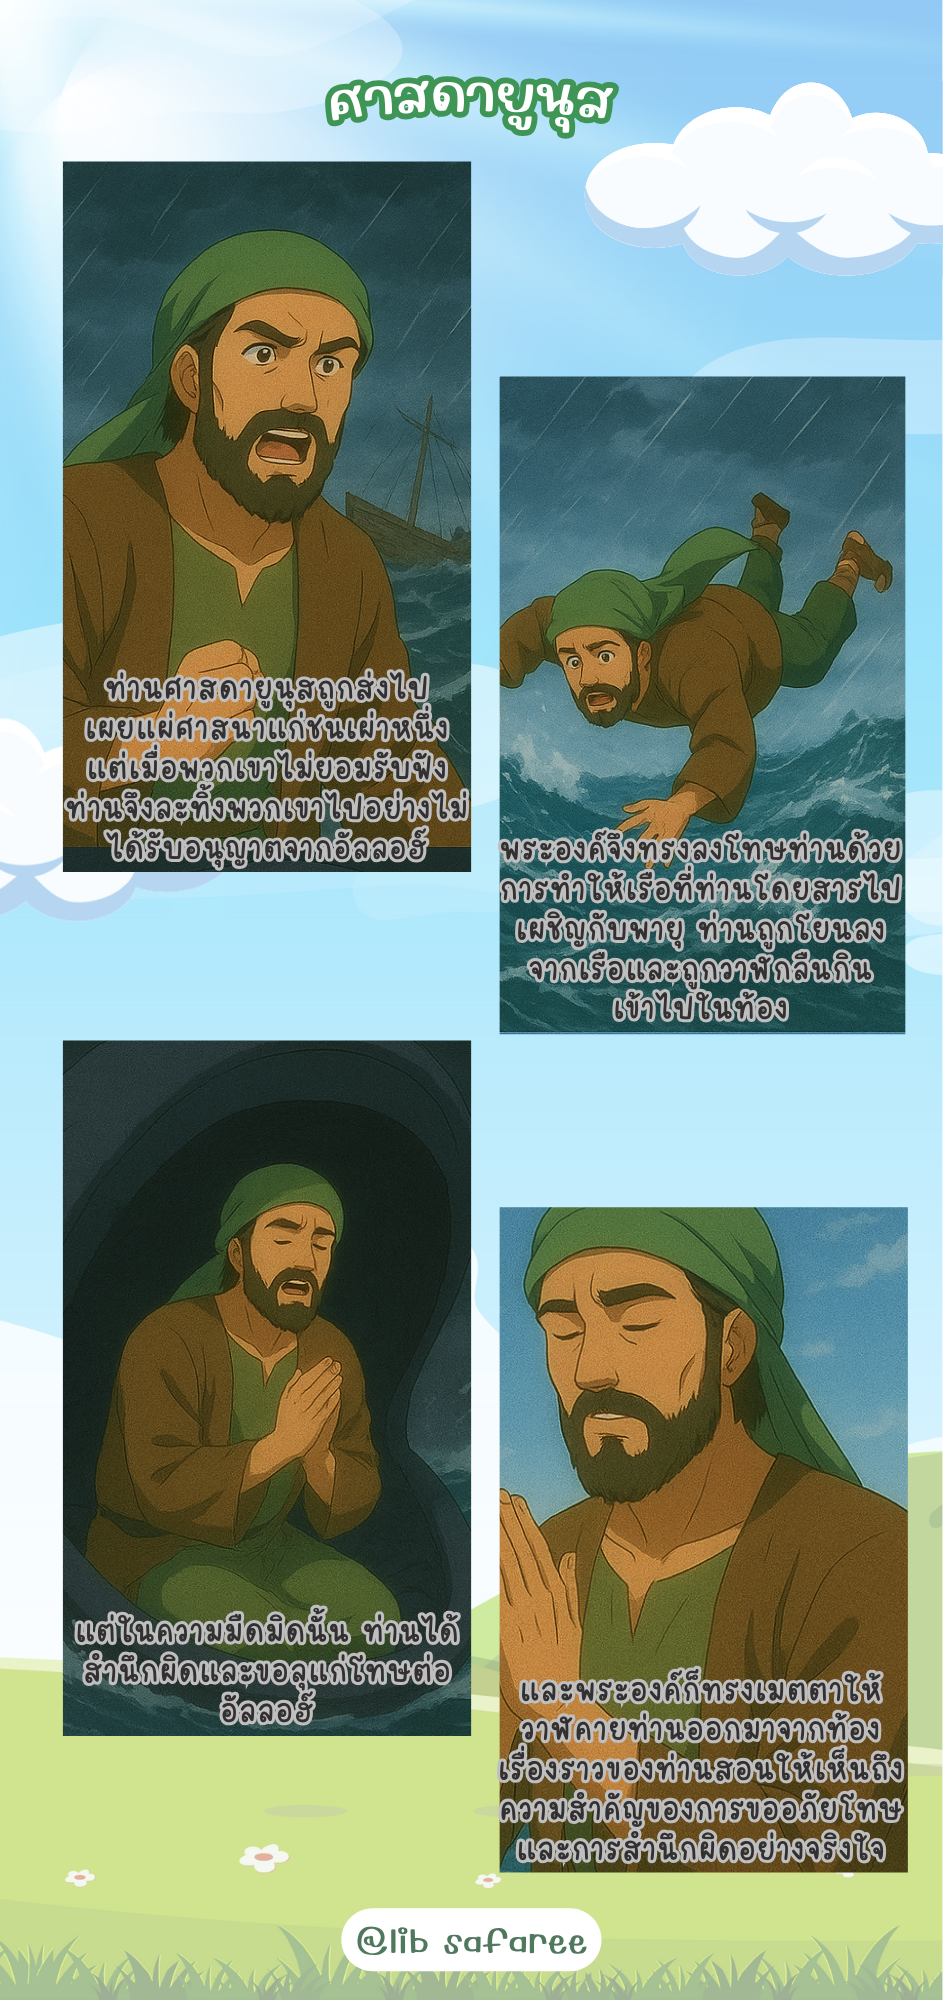 ศาสดายูนุส
ท่านศาสดายูนุสถูกส่งไป
เผยแผ่ศาสนาแก่ชนเผ่าหนึ่ง
แต่เมื่อพวกเขาไม่ยอมรับฟัง
ท่านจึงละทิ้งพวกเขาไปอย่างไม่
ได้รับอนุญาตจากอัลลอฮ์
พระองค์จึงทรงลงโทษท่านด้วย
การทำให้เรือที่ท่านโดยสารไป
เผชิญกับพายุ ท่านถูกโยนลง
จากเรือและถูกวาฬกลืนกิน
เข้าไปในท้อง
แต่ในความมืดมิดนั้น ท่านได้
สำนึกผิดและขอลุแก่โทษต่อ
อัลลอฮ์
และพระองค์ก็ทรงเมตตาให้
วาฬคายท่านออกมาจากท้อง
เรื่องราวของท่านสอนให้เห็นถึง
ความสำคัญของการขออภัยโทษ
และการสำนึกผิดอย่างจริงใจ
@lib safaree